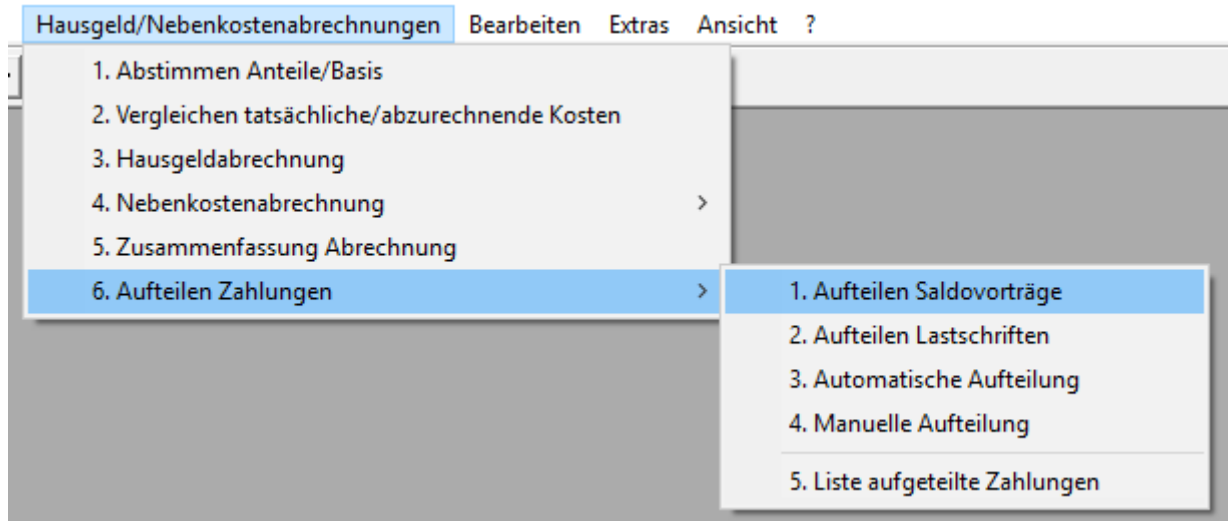 Hausgeld/Nebenkostenabrechnungen Bearbeiten Extras Ansicht ?
1. Abstimmen Anteile/Basis
2. Vergleichen tatsächliche/abzurechnende Kosten
3. Hausgeldabrechnung
4. Nebenkostenabrechnung >
5. Zusammenfassung Abrechnung
6. Aufteilen Zahlungen >
1. Aufteilen Saldovorträge
2. Aufteilen Lastschriften
3. Automatische Aufteilung
4. Manuelle Aufteilung
5. Liste aufgeteilte Zahlungen